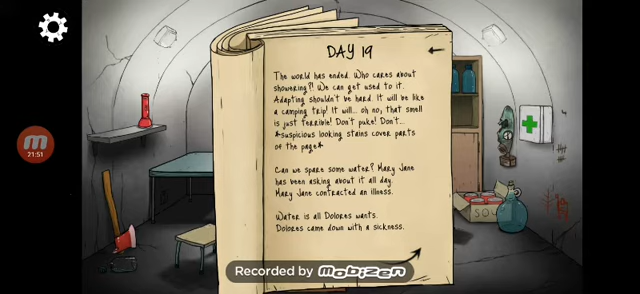 DAY 19
The world has ended. Who cares about
showering?! We can get used to it.
Adapting shouldn't be hard. It will be like
a camping trip! It will... oh no, that smell
is just terrible! Don't puke! Don't...
*suspicious looking stains cover parts
of the page*
Can we spare some water? Mary Jane
has been asking about it all day.
Mary Jane contracted an illness.
Water is all Dolores wants.
Dolores came down with a sickness.
21:51
SOU
Recorded by mobizen